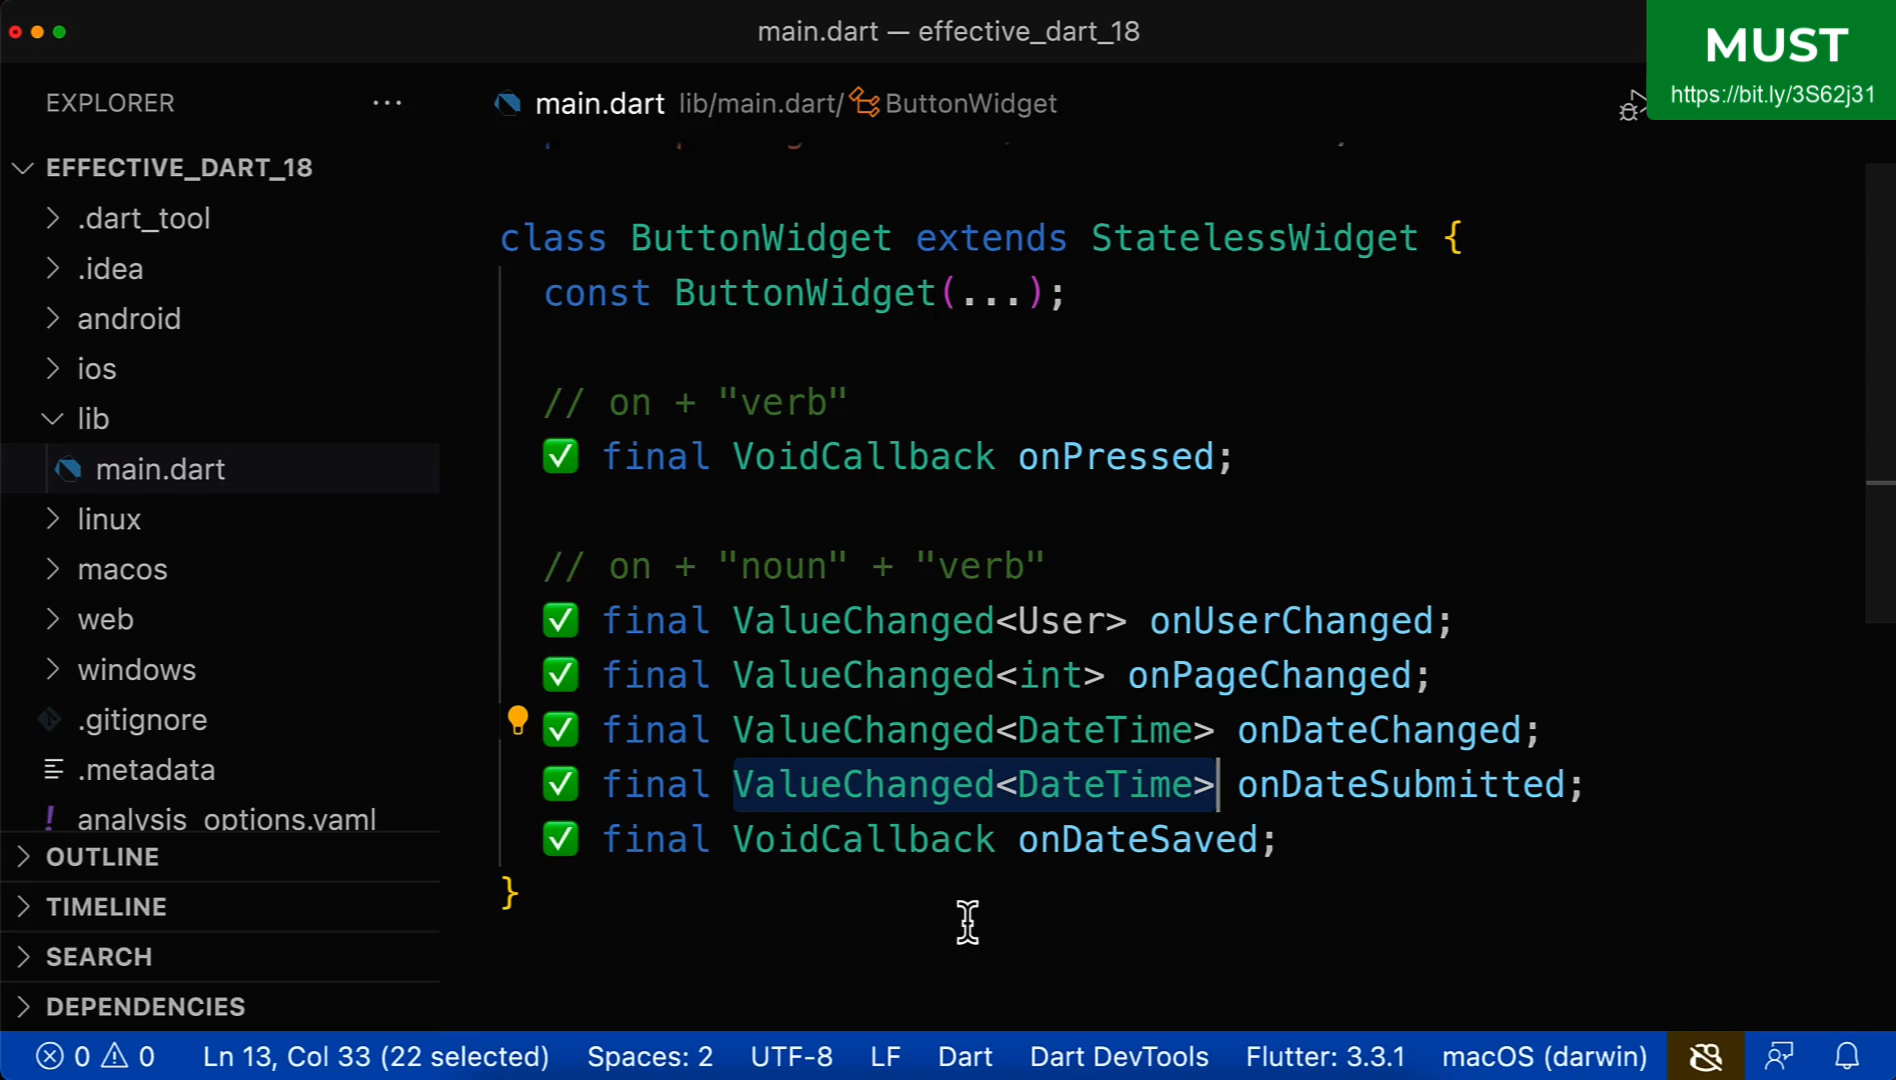 main.dart — effective_dart_18
MUST
https://bit.ly/3S62j31
EXPLORER
EFFECTIVE_DART_18
.dart_tool
.idea
android
ios
lib
main.dart
linux
macos
web
windows
.gitignore
.metadata
analysis_options.yaml
OUTLINE
TIMELINE
SEARCH
DEPENDENCIES
main.dart lib/main.dart/ ButtonWidget
class ButtonWidget extends StatelessWidget {
const ButtonWidget(...);
// on + "verb"
✅ final VoidCallback onPressed;
// on + "noun" + "verb"
✅ final ValueChanged<User> onUserChanged;
✅ final ValueChanged<int> onPageChanged;
✅ final ValueChanged<DateTime> onDateChanged;
✅ final ValueChanged<DateTime> onDateSubmitted;
✅ final VoidCallback onDateSaved;
}
0 0 Ln 13, Col 33 (22 selected) Spaces: 2 UTF-8 LF Dart Dart DevTools Flutter: 3.3.1 macOS (darwin)